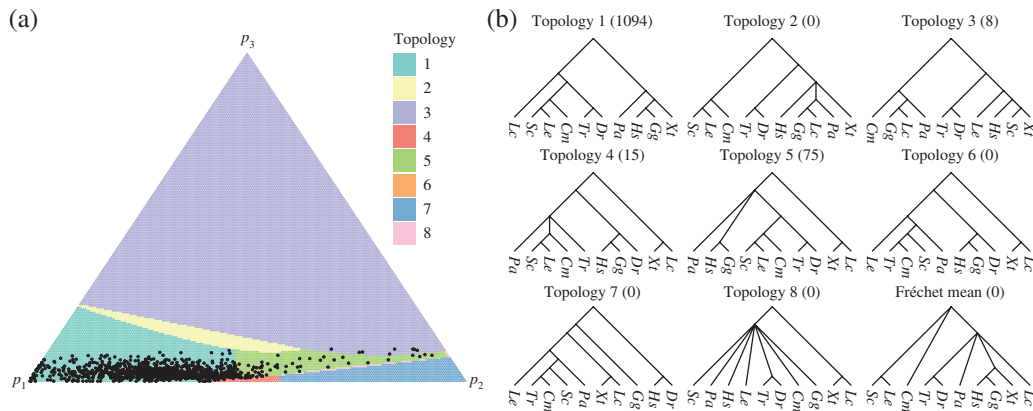 (a)
p3
p1
p2
Topology
1
2
3
4
5
6
7
8
(b)
Topology 1 (1094)
Topology 2 (0)
Topology 3 (8)
Lc Sc Le Cm Tr Dr Pa Hs Gg Xt
Sc Le Cm Tr Dr Hs Gg Lc Pa Xt
Cm Gg Lc Pa Tr Dr Le Hs Sc Xt
Topology 4 (15)
Topology 5 (75)
Topology 6 (0)
Pa Sc Le Cm Tr Hs Gg Dr Xt Lc
Pa Hs Gg Sc Le Cm Tr Dr Xt Lc
Le Tr Cm Sc Pa Hs Gg Dr Xt Lc
Topology 7 (0)
Topology 8 (0)
Fréchet mean (0)
Le Tr Cm Sc Pa Xt Gg Hs Dr Lc
Sc Pa Hs Le Tr Dr Cm Gg Xt Lc
Cm Tr Dr Pa Hs Gg Le Sc Xt Lc